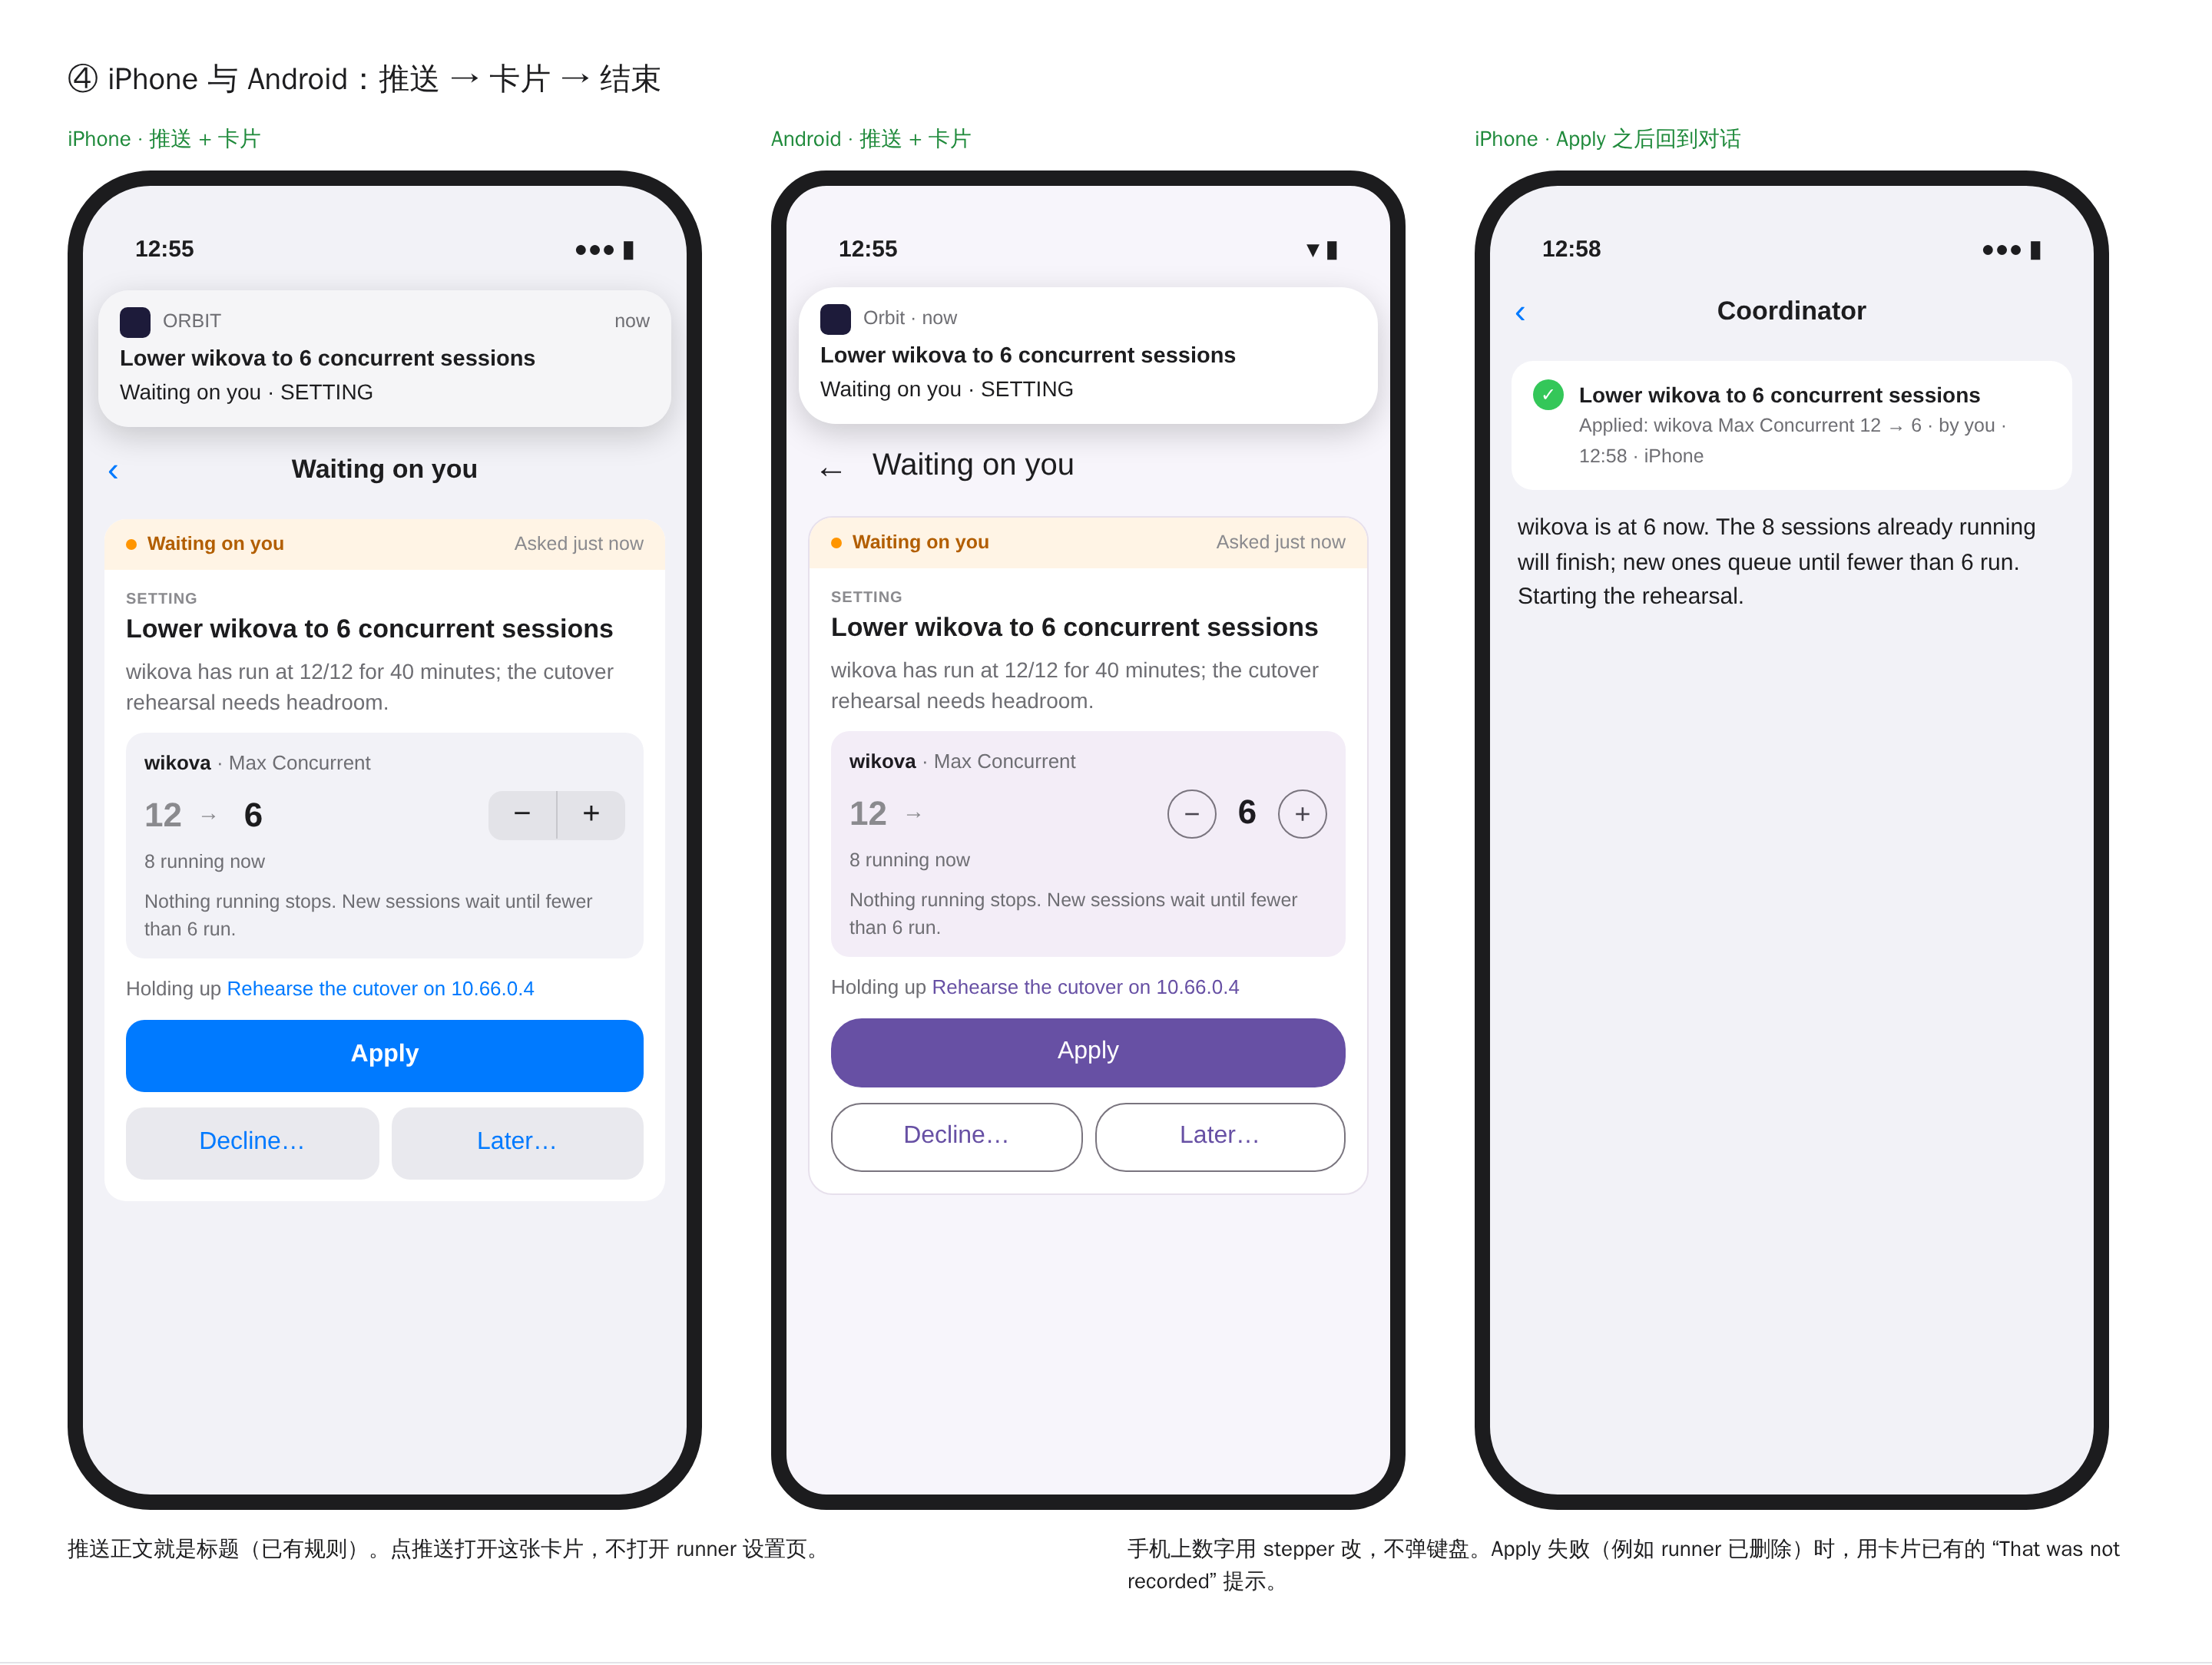 ④ iPhone 与 Android：推送 → 卡片 → 结束
iPhone · 推送 + 卡片
12:55
ORBIT
now
Lower wikova to 6 concurrent sessions
Waiting on you · SETTING
‹ Waiting on you
Waiting on you
Asked just now
SETTING
Lower wikova to 6 concurrent sessions
wikova has run at 12/12 for 40 minutes; the cutover
rehearsal needs headroom.
wikova · Max Concurrent
12 → 6 − +
8 running now
Nothing running stops. New sessions wait until fewer
than 6 run.
Holding up Rehearse the cutover on 10.66.0.4
Apply
Decline…
Later…
Android · 推送 + 卡片
12:55
Orbit · now
Lower wikova to 6 concurrent sessions
Waiting on you · SETTING
← Waiting on you
Waiting on you
Asked just now
SETTING
Lower wikova to 6 concurrent sessions
wikova has run at 12/12 for 40 minutes; the cutover
rehearsal needs headroom.
wikova · Max Concurrent
12 → − 6 +
8 running now
Nothing running stops. New sessions wait until fewer
than 6 run.
Holding up Rehearse the cutover on 10.66.0.4
Apply
Decline…
Later…
iPhone · Apply 之后回到对话
12:58
‹ Coordinator
✓ Lower wikova to 6 concurrent sessions
Applied: wikova Max Concurrent 12 → 6 · by you ·
12:58 · iPhone
wikova is at 6 now. The 8 sessions already running
will finish; new ones queue until fewer than 6 run.
Starting the rehearsal.
推送正文就是标题（已有规则）。点推送打开这张卡片，不打开 runner 设置页。
手机上数字用 stepper 改，不弹键盘。Apply 失败（例如 runner 已删除）时，用卡片已有的 “That was not
recorded” 提示。